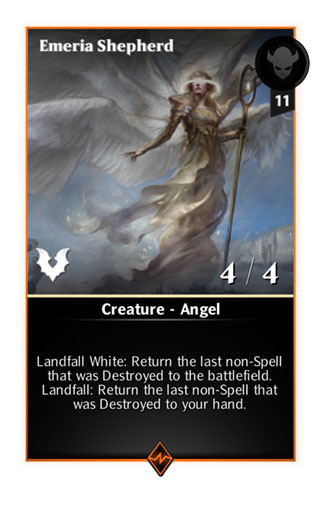 Emeria Shepherd
11
4 / 4
Creature - Angel
Landfall White: Return the last non-Spell
that was Destroyed to the battlefield.
Landfall: Return the last non-Spell that
was Destroyed to your hand.